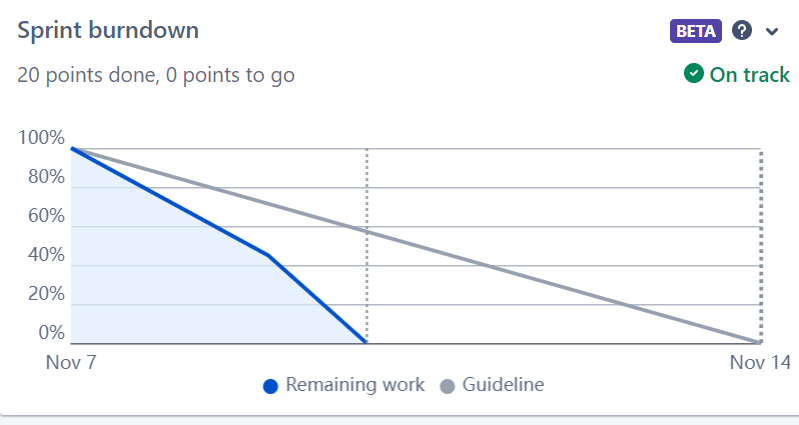 Sprint burndown
BETA
20 points done, 0 points to go
On track
100%
80%
60%
40%
20%
0%
Nov 7
Nov 14
Remaining work
Guideline